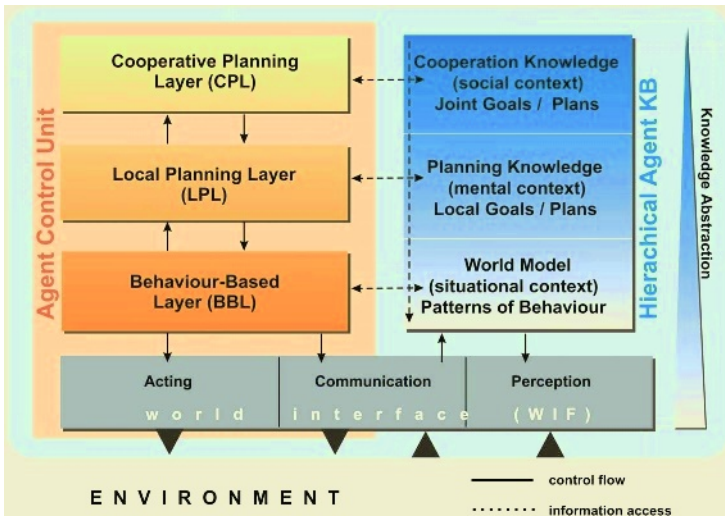 Agent Control Unit
Cooperative Planning
Layer (CPL)
Local Planning Layer
(LPL)
Behaviour-Based
Layer (BBL)
Cooperation Knowledge
(social context)
Joint Goals / Plans
Planning Knowledge
(mental context)
Local Goals / Plans
World Model
(situational context)
Patterns of Behaviour
Hierachical Agent KB
Knowledge Abstraction
Acting
Communication
Perception
world interface (WIF)
ENVIRONMENT
control flow
information access